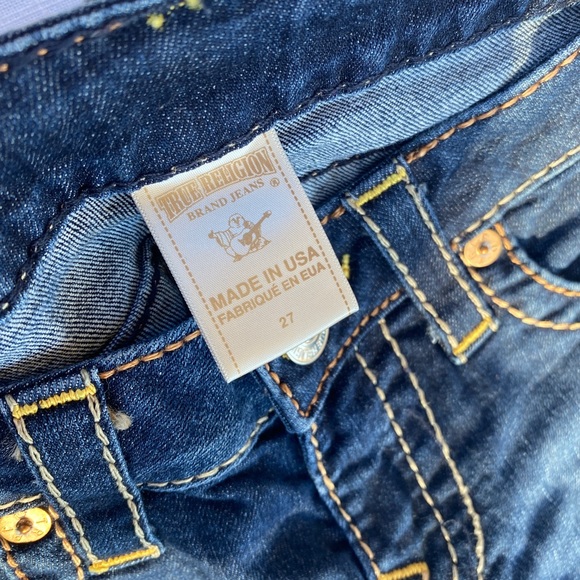 TRUE RELIGION
BRAND JEANS ®
MADE IN USA
FABRIQUÉ EN EUA
27